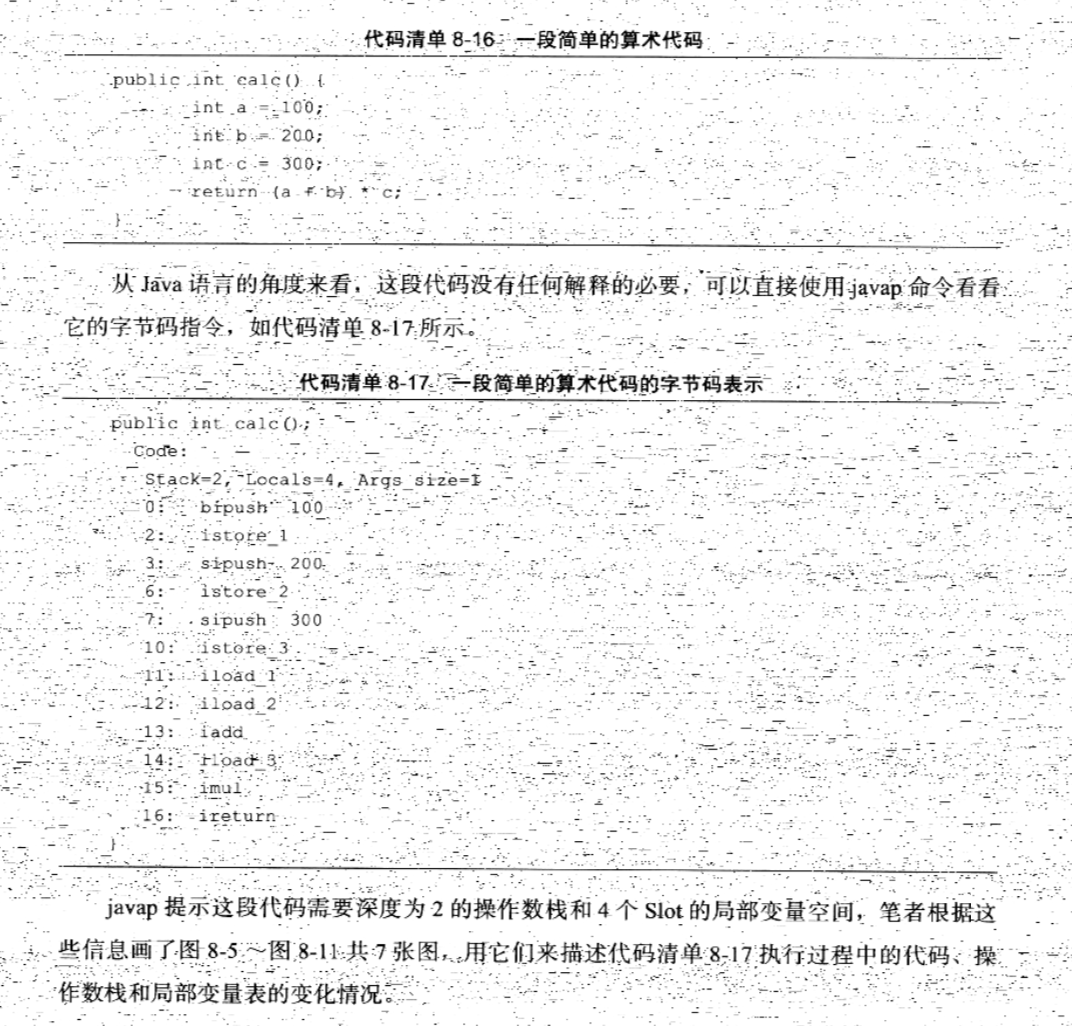 代码清单 8-16 一段简单的算术代码
public int calc() {
int a = 100;
int b = 200;
int c = 300;
return (a + b) * c;
}
从 Java 语言的角度来看，这段代码没有任何解释的必要，可以直接使用 javap 命令看看
它的字节码指令，如代码清单 8-17 所示。
代码清单 8-17 一段简单的算术代码的字节码表示
public int calc();
Code:
Stack=2, Locals=4, Args_size=1
0: bipush 100
2: istore_1
3: sipush 200
6: istore_2
7: sipush 300
10: istore_3
11: iload_1
12: iload_2
13: iadd
14: iload_3
15: imul
16: ireturn
}
javap 提示这段代码需要深度为 2 的操作数栈和 4 个 Slot 的局部变量空间，笔者根据这
些信息画了图 8-5 ～图 8-11 共 7 张图，用它们来描述代码清单 8-17 执行过程中的代码、操
作数栈和局部变量表的变化情况。